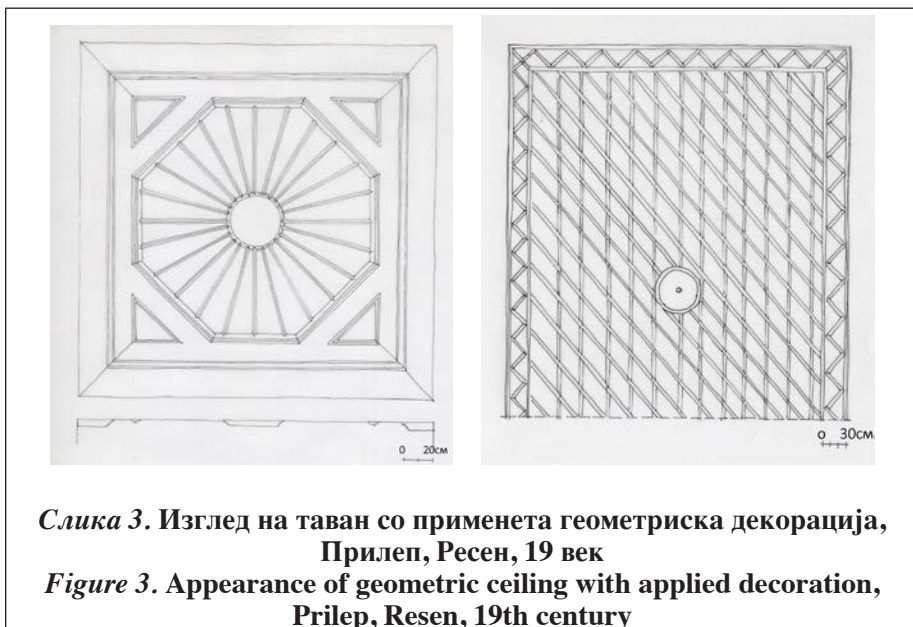 0 20см
о 30см
Слика 3. Изглед на таван со применета геометриска декорација,
Прилеп, Ресен, 19 век
Figure 3. Appearance of geometric ceiling with applied decoration,
Prilep, Resen, 19th century